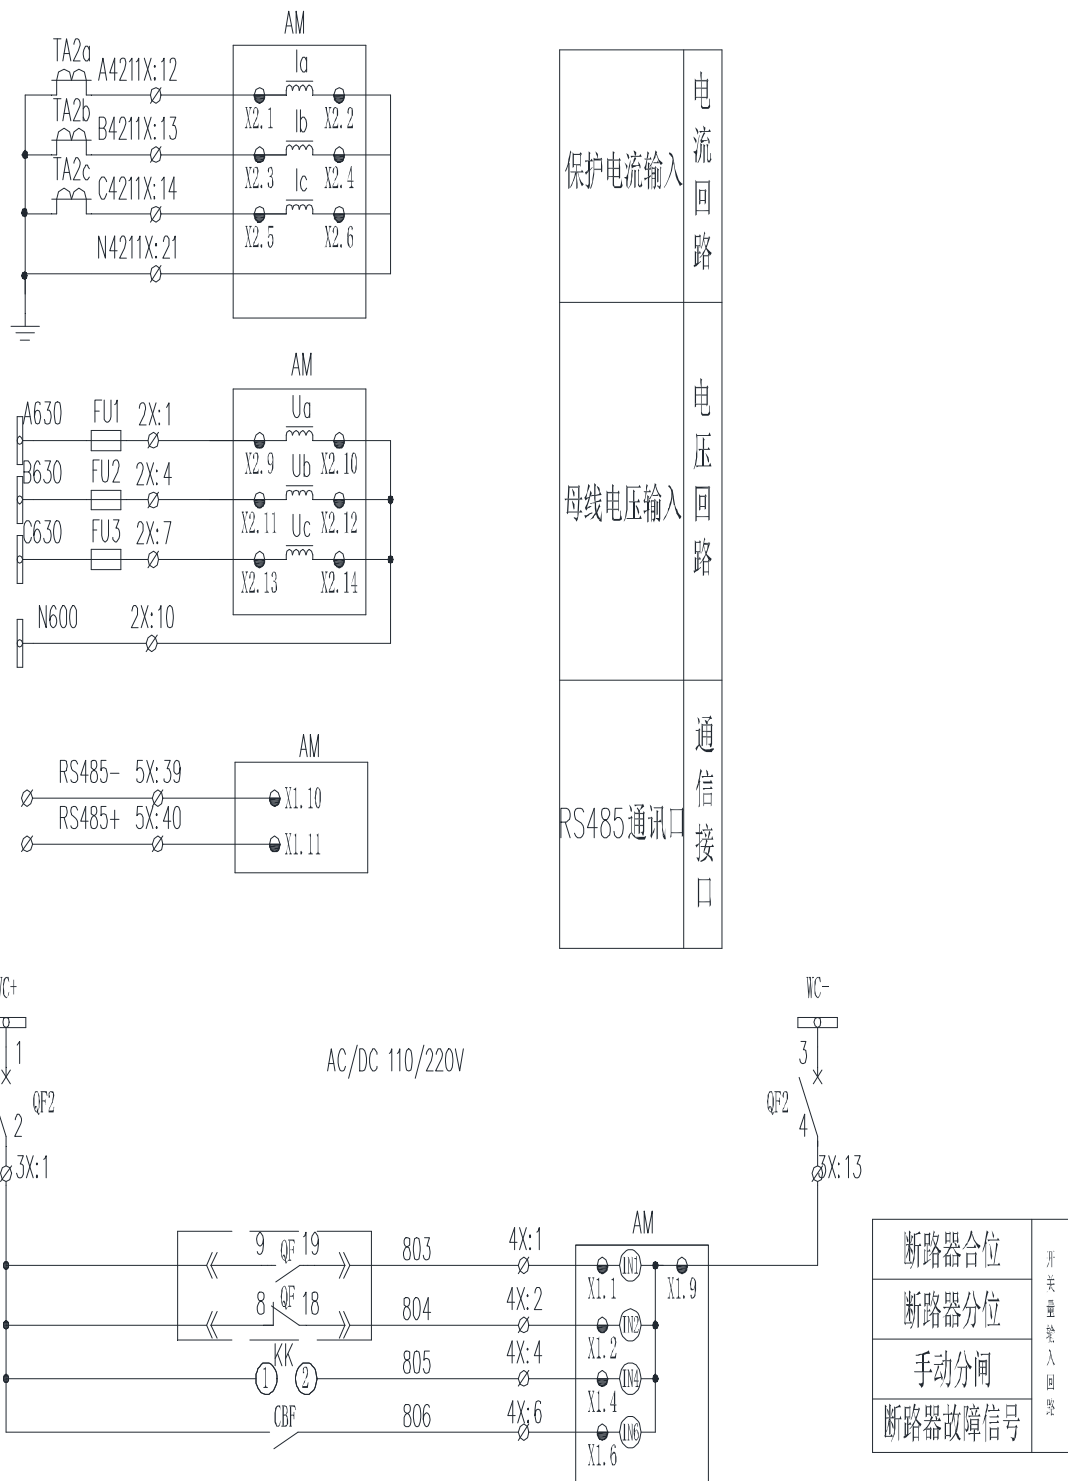 AM
TA2a
A4211X:12
Ia
X2.1
X2.2
TA2b
B4211X:13
Ib
X2.3
X2.4
TA2c
C4211X:14
Ic
X2.5
X2.6
N4211X:21
保护电流输入
电流回路
AM
A630
FU1
2X:1
Ua
X2.9
X2.10
B630
FU2
2X:4
Ub
X2.11
X2.12
C630
FU3
2X:7
Uc
X2.13
X2.14
N600
2X:10
母线电压输入
电压回路
AM
RS485-
5X:39
X1.10
RS485+
5X:40
X1.11
RS485通讯口
通信接口
WC-
1
QF2
2
3X:1
AC/DC 110/220V
3
QF2
4
3X:13
AM
9
QF
19
803
4X:1
X1.1
IN1
X1.9
8
QF
18
804
4X:2
X1.2
IN2
KK
1
2
805
4X:4
X1.4
IN4
CBF
806
4X:6
X1.6
IN6
断路器合位
断路器分位
手动分闸
断路器故障信号
开关量输入回路